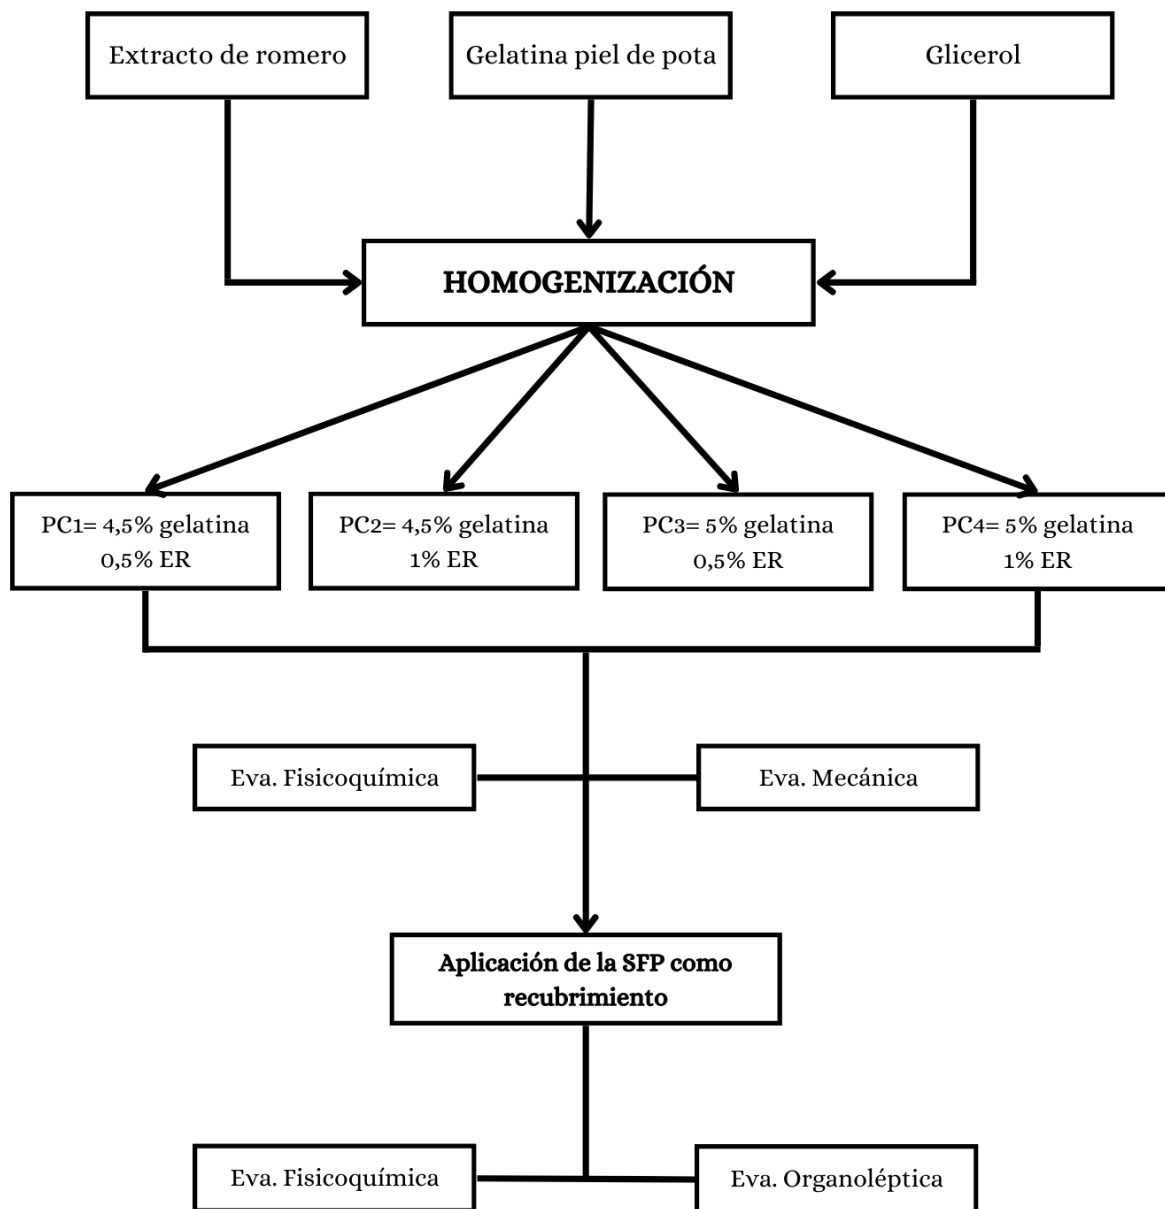 Extracto de romero
Gelatina piel de pota
Glicerol
HOMOGENIZACIÓN
PC1= 4,5% gelatina
0,5% ER
PC2= 4,5% gelatina
1% ER
PC3= 5% gelatina
0,5% ER
PC4= 5% gelatina
1% ER
Eva. Fisicoquímica
Eva. Mecánica
Aplicación de la SFP como
recubrimiento
Eva. Fisicoquímica
Eva. Organoléptica